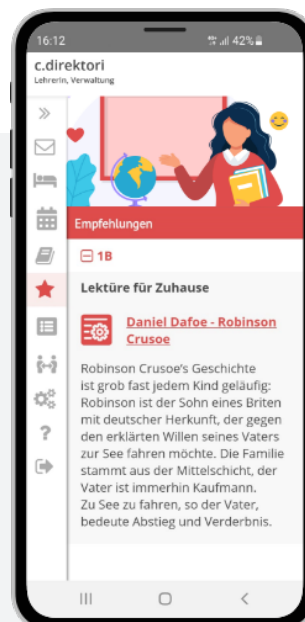 16:12
42%
c.direktori
LehrerIn, Verwaltung
Empfehlungen
1B
Lektüre für Zuhause
Daniel Dafoe - Robinson
Crusoe
Robinson Crusoe's Geschichte
ist grob fast jedem Kind geläufig:
Robinson ist der Sohn eines Briten
mit deutscher Herkunft, der gegen
den erklärten Willen seines Vaters
zur See fahren möchte. Die Familie
stammt aus der Mittelschicht, der
Vater ist immerhin Kaufmann.
Zu See zu fahren, so der Vater,
bedeute Abstieg und Verderbnis.